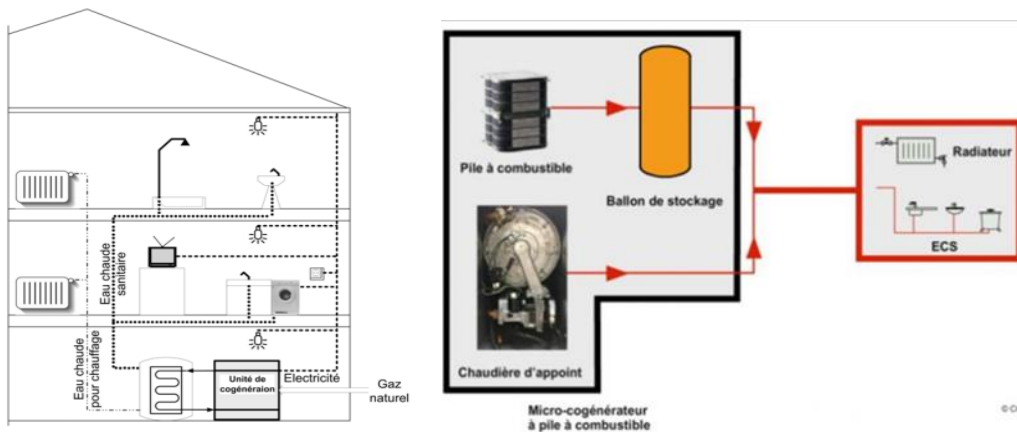 Eau chaude
sanitaire
Eau chaude
pour chauffage
Unité de
cogénéraion
Electricité
Gaz
naturel
Pile à combustible
Ballon de stockage
Chaudière d'appoint
Micro-cogénérateur
à pile à combustible
Radiateur
ECS